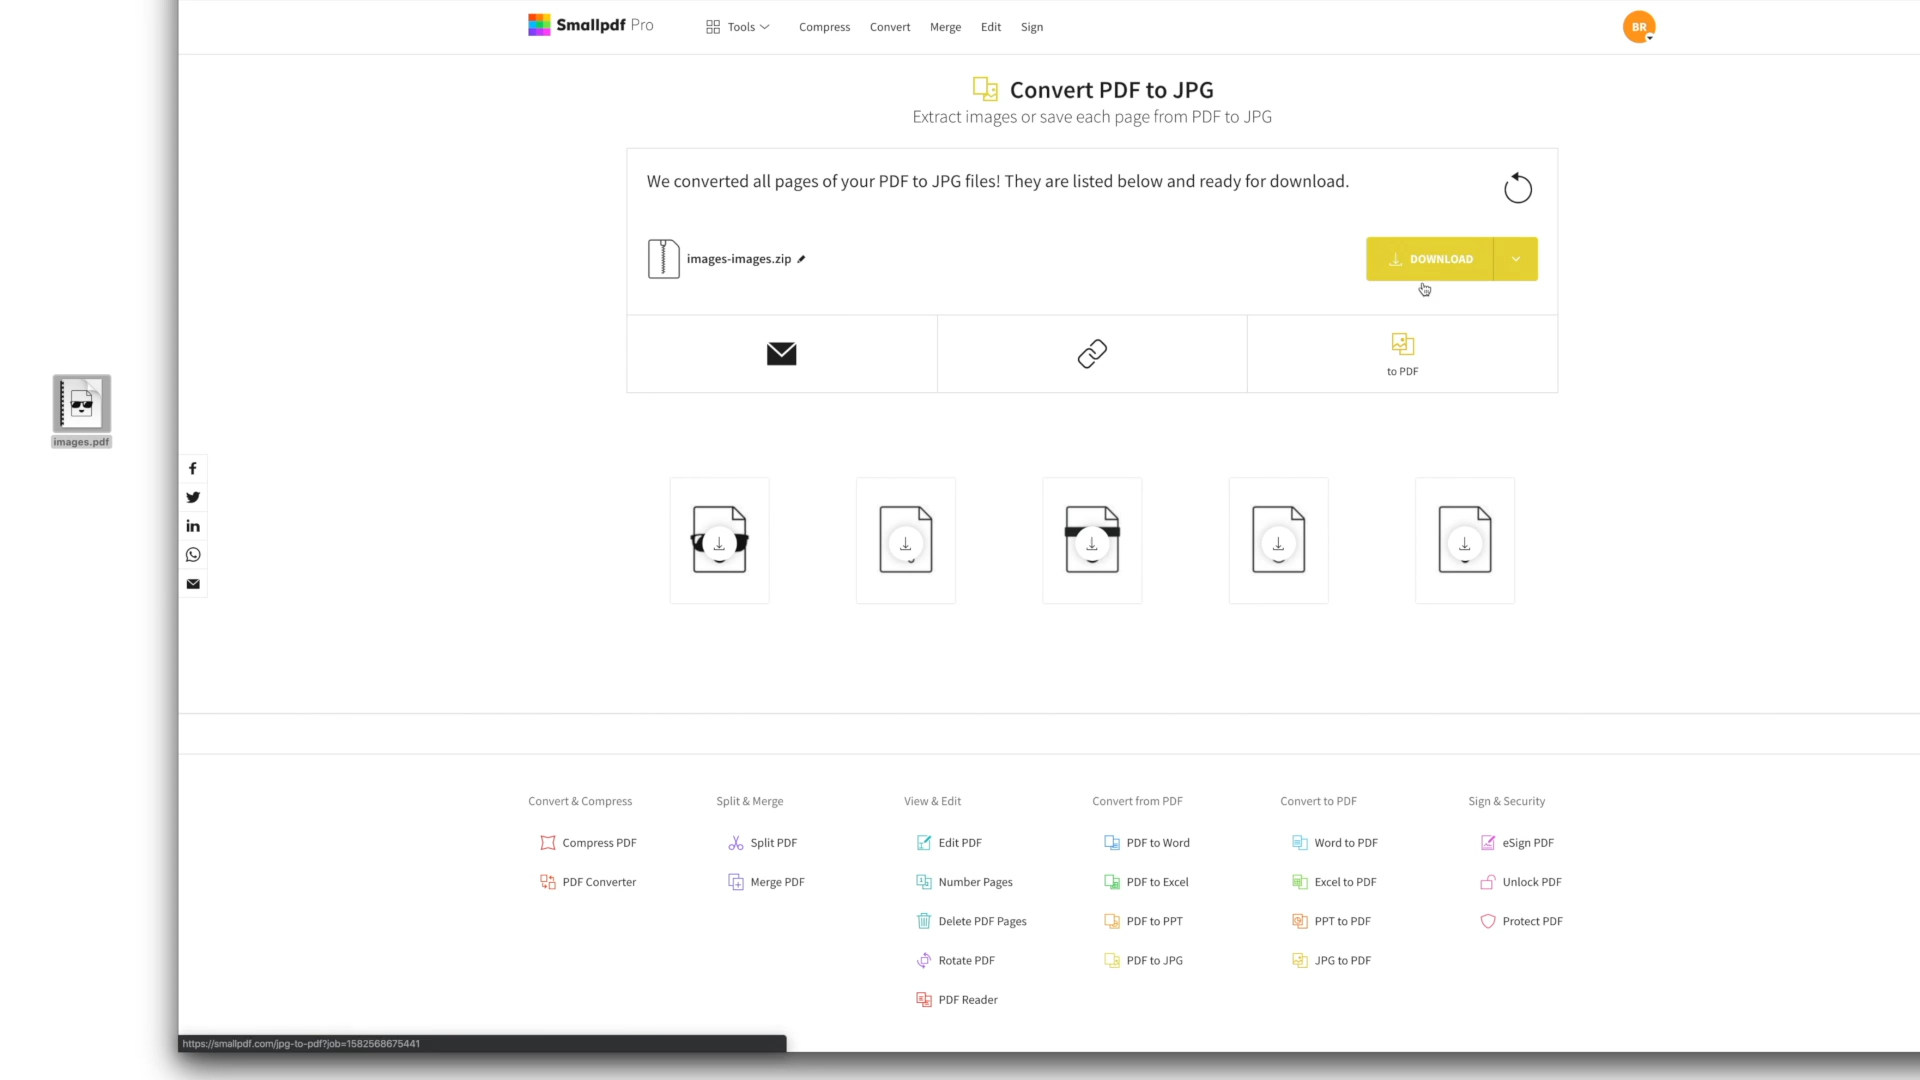 Smallpdf Pro
Tools
Compress
Convert
Merge
Edit
Sign
BR
Convert PDF to JPG
Extract images or save each page from PDF to JPG
We converted all pages of your PDF to JPG files! They are listed below and ready for download.
images-images.zip
DOWNLOAD
to PDF
images.pdf
Convert & Compress
Compress PDF
PDF Converter
Split & Merge
Split PDF
Merge PDF
View & Edit
Edit PDF
Number Pages
Delete PDF Pages
Rotate PDF
PDF Reader
Convert from PDF
PDF to Word
PDF to Excel
PDF to PPT
PDF to JPG
Convert to PDF
Word to PDF
Excel to PDF
PPT to PDF
JPG to PDF
Sign & Security
eSign PDF
Unlock PDF
Protect PDF
https://smallpdf.com/jpg-to-pdf?job=1582568675441